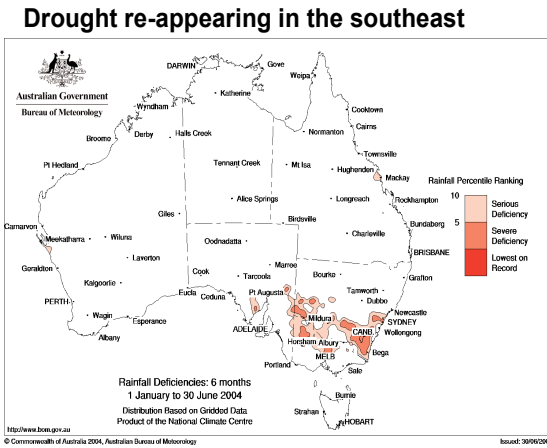 Drought re-appearing in the southeast
Australian Government
Bureau of Meteorology
DARWIN
Gove
Weipa
Katherine
Wyndham
Cooktown
Cairns
Derby
Halls Creek
Normanton
Broome
Townsville
Tennant Creek
Mt Isa
Pt Hedland
Hughenden
Mackay
Rainfall Percentile Ranking
10
Serious
Deficiency
5
Severe
Deficiency
Lowest on
Record
Alice Springs
Longreach
Rockhampton
Giles
Birdsville
Bundaberg
Carnarvon
Meekatharra
Wiluna
Oodnadatta
Charleville
BRISBANE
Laverton
Geraldton
Cook
Marree
Tarcoola
Bourke
Grafton
Kalgoorlie
Eucla
Ceduna
Pt Augusta
Tamworth
Dubbo
PERTH
Newcastle
SYDNEY
Wagin
Esperance
Mildura
CANB.
Wollongong
Albany
ADELAIDE
Horsham
Albury
Bega
MELB
Portland
Sale
Rainfall Deficiencies: 6 months
1 January to 30 June 2004
Distribution Based on Gridded Data
Product of the National Climate Centre
Burnie
Strahan
HOBART
http://www.bom.gov.au
© Commonwealth of Australia 2004, Australian Bureau of Meteorology
Issued: 30/06/200